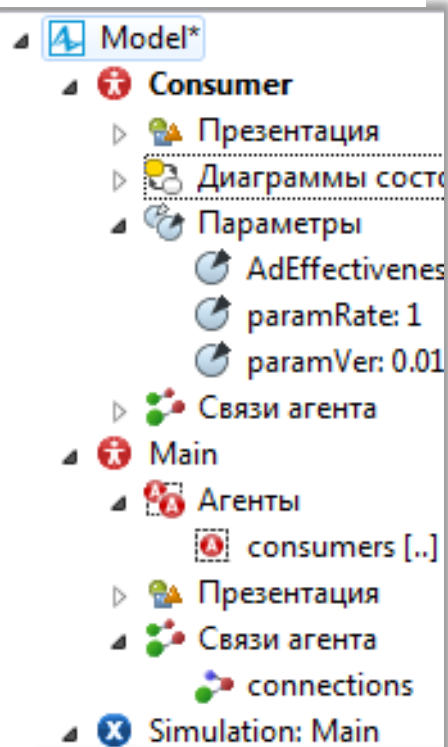 Model*
Consumer
Презентация
Диаграммы сост
Параметры
AdEffectivenes
paramRate: 1
paramVer: 0.01
Связи агента
Main
Агенты
consumers [..]
Презентация
Связи агента
connections
Simulation: Main